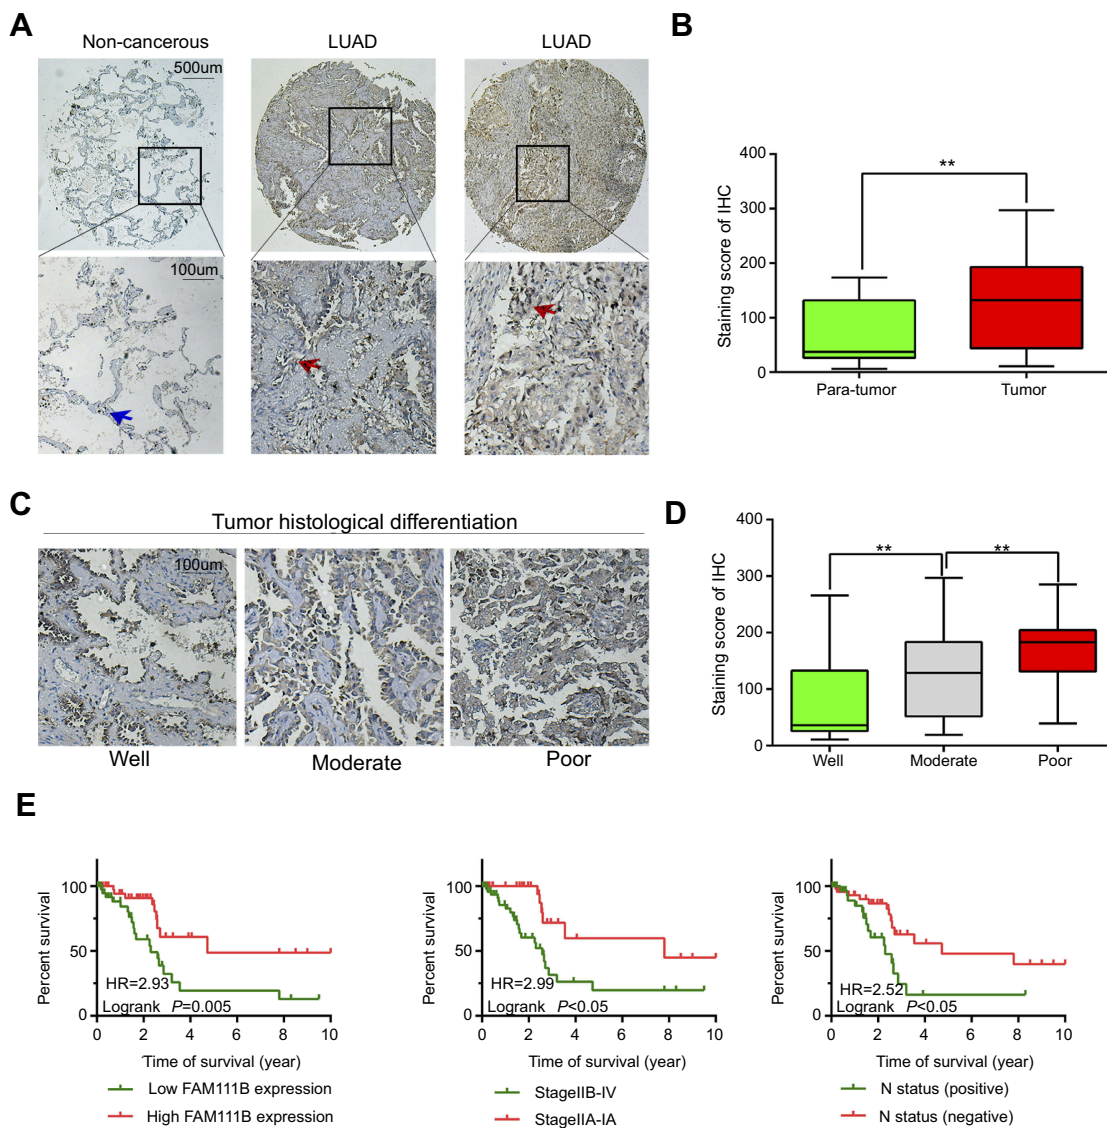 A
Non-cancerous
LUAD
LUAD
500um
100um
B
Staining score of IHC
400
300
200
100
0
**
Para-tumor
Tumor
C
Tumor histological differentiation
100um
Well
Moderate
Poor
D
Staining score of IHC
400
300
200
100
0
**
**
Well
Moderate
Poor
E
Percent survival
100
50
0
HR=2.93
Logrank P=0.005
0 2 4 6 8 10
Time of survival (year)
Low FAM111B expression
High FAM111B expression
Percent survival
100
50
0
HR=2.99
Logrank P<0.05
0 2 4 6 8 10
Time of survival (year)
StageIIB-IV
StageIIA-IA
Percent survival
100
50
0
HR=2.52
Logrank P<0.05
0 2 4 6 8 10
Time of survival (year)
N status (positive)
N status (negative)